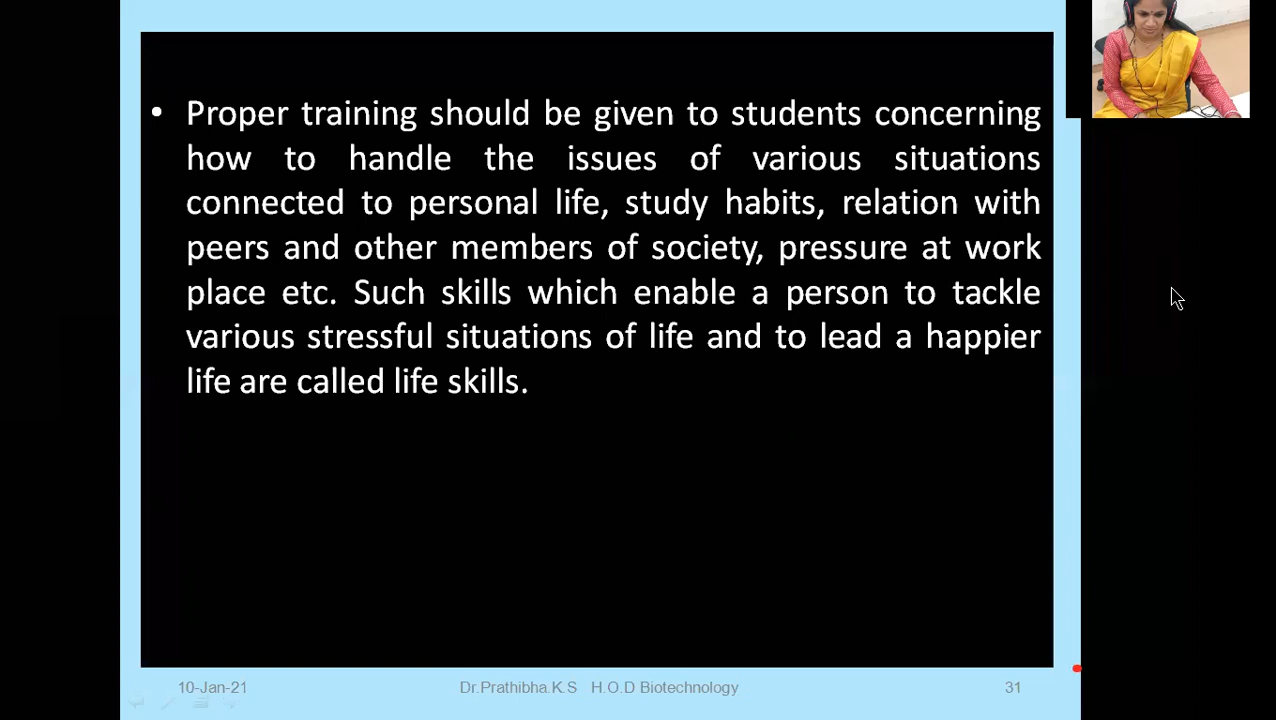 • Proper training should be given to students concerning
how to handle the issues of various situations
connected to personal life, study habits, relation with
peers and other members of society, pressure at work
place etc. Such skills which enable a person to tackle
various stressful situations of life and to lead a happier
life are called life skills.
10-Jan-21 Dr.Prathibha.K.S H.O.D Biotechnology 31